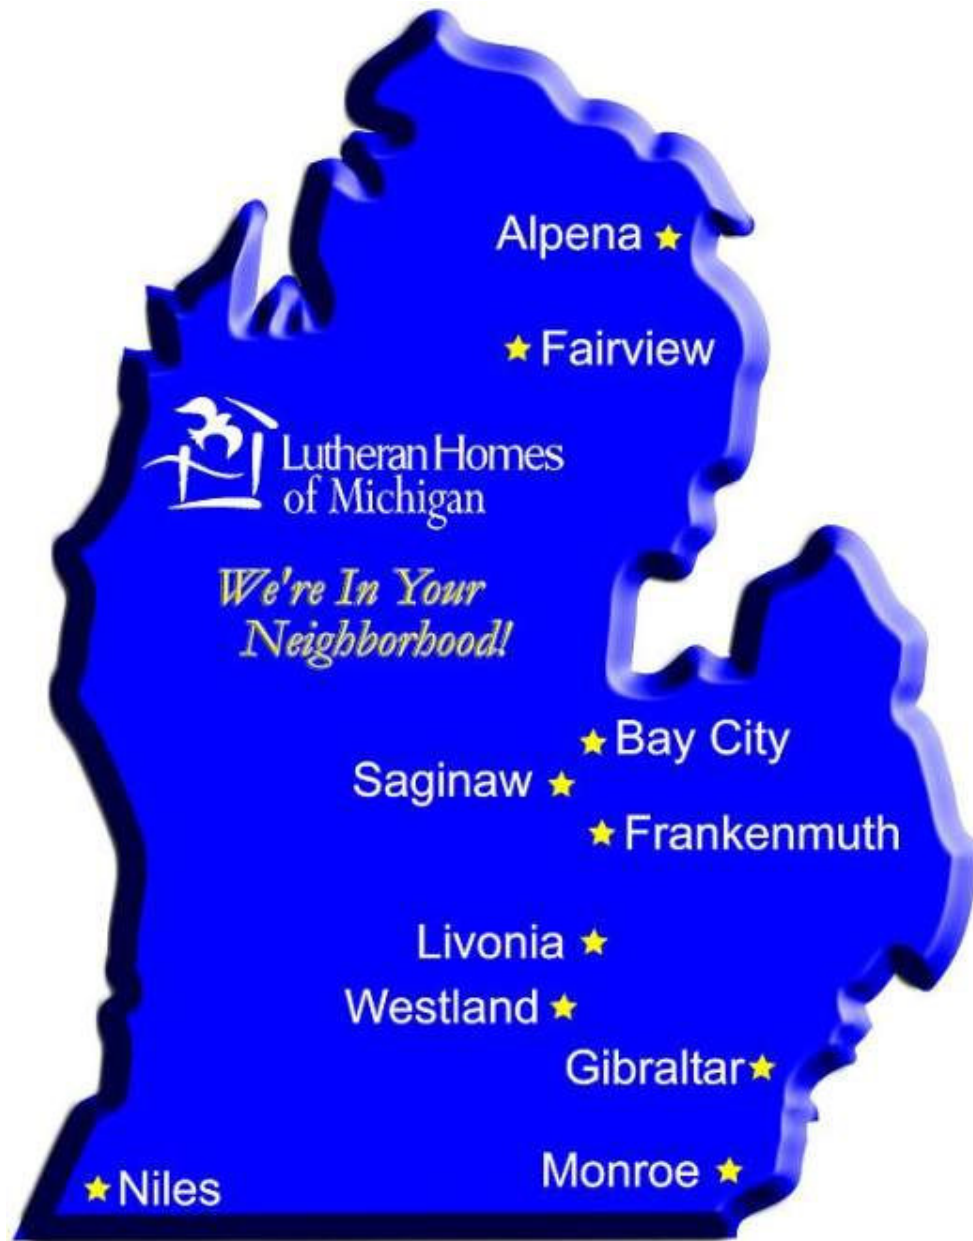 Alpena
Fairview
Lutheran Homes
of Michigan
We're In Your
Neighborhood!
Bay City
Saginaw
Frankenmuth
Livonia
Westland
Gibraltar
Monroe
Niles